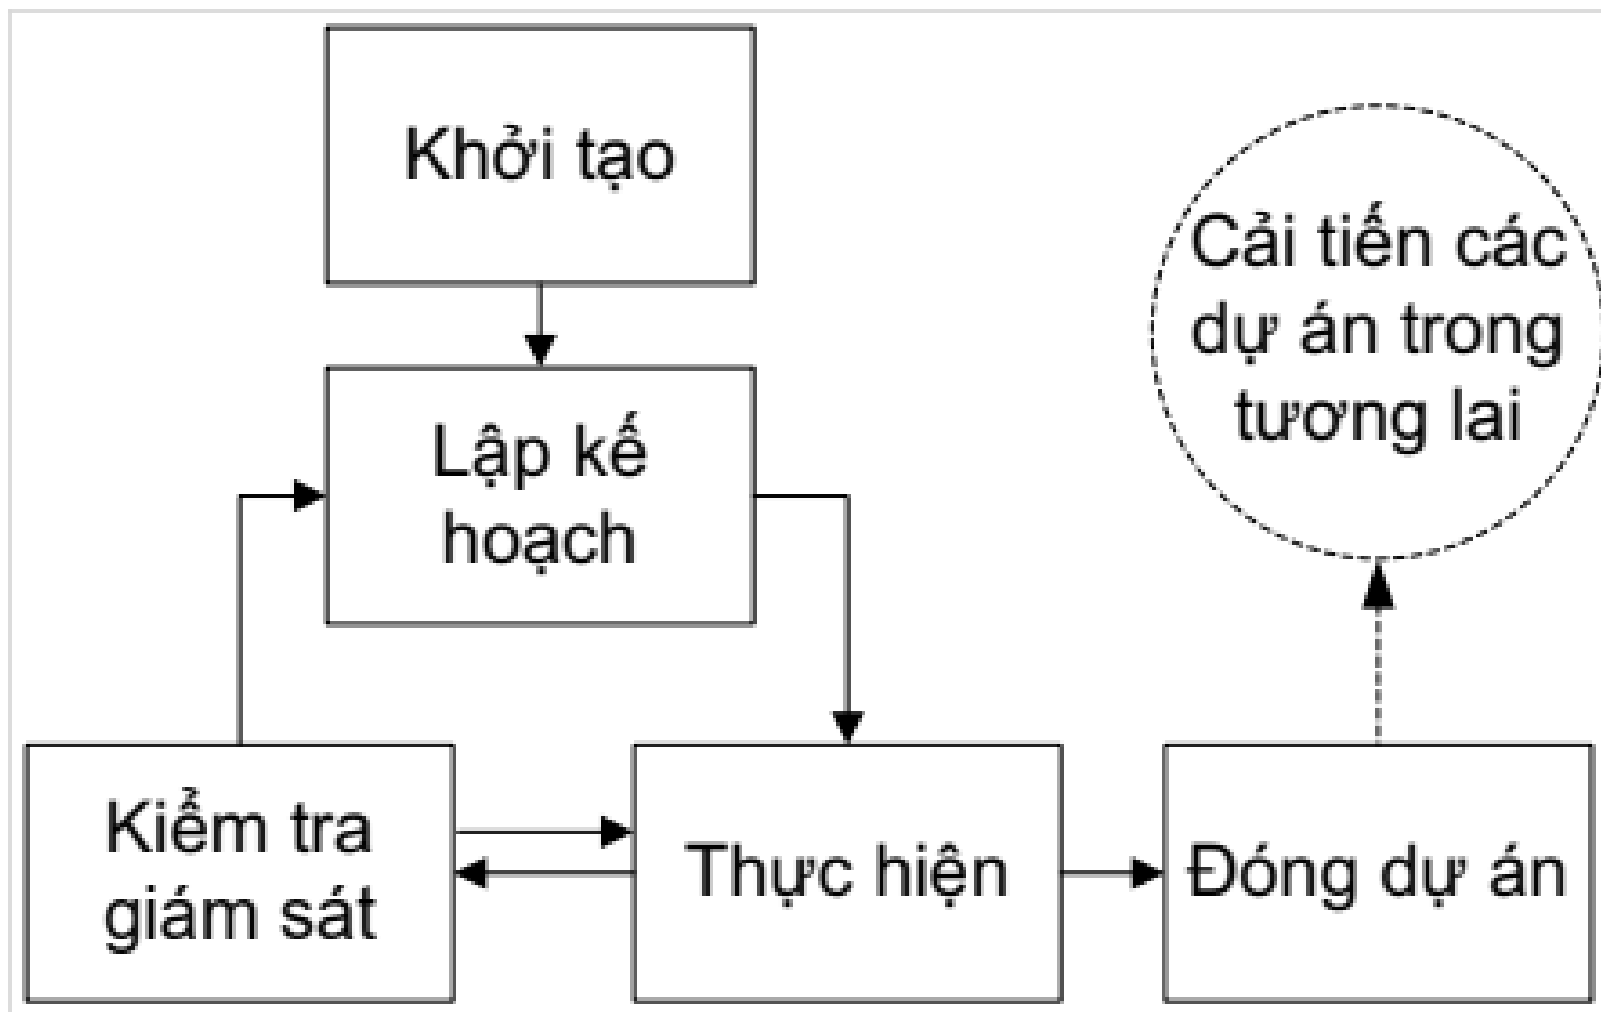 Khởi tạo
Cải tiến các
dự án trong
tương lai
Lập kế
hoạch
Kiểm tra
giám sát
Thực hiện
Đóng dự án